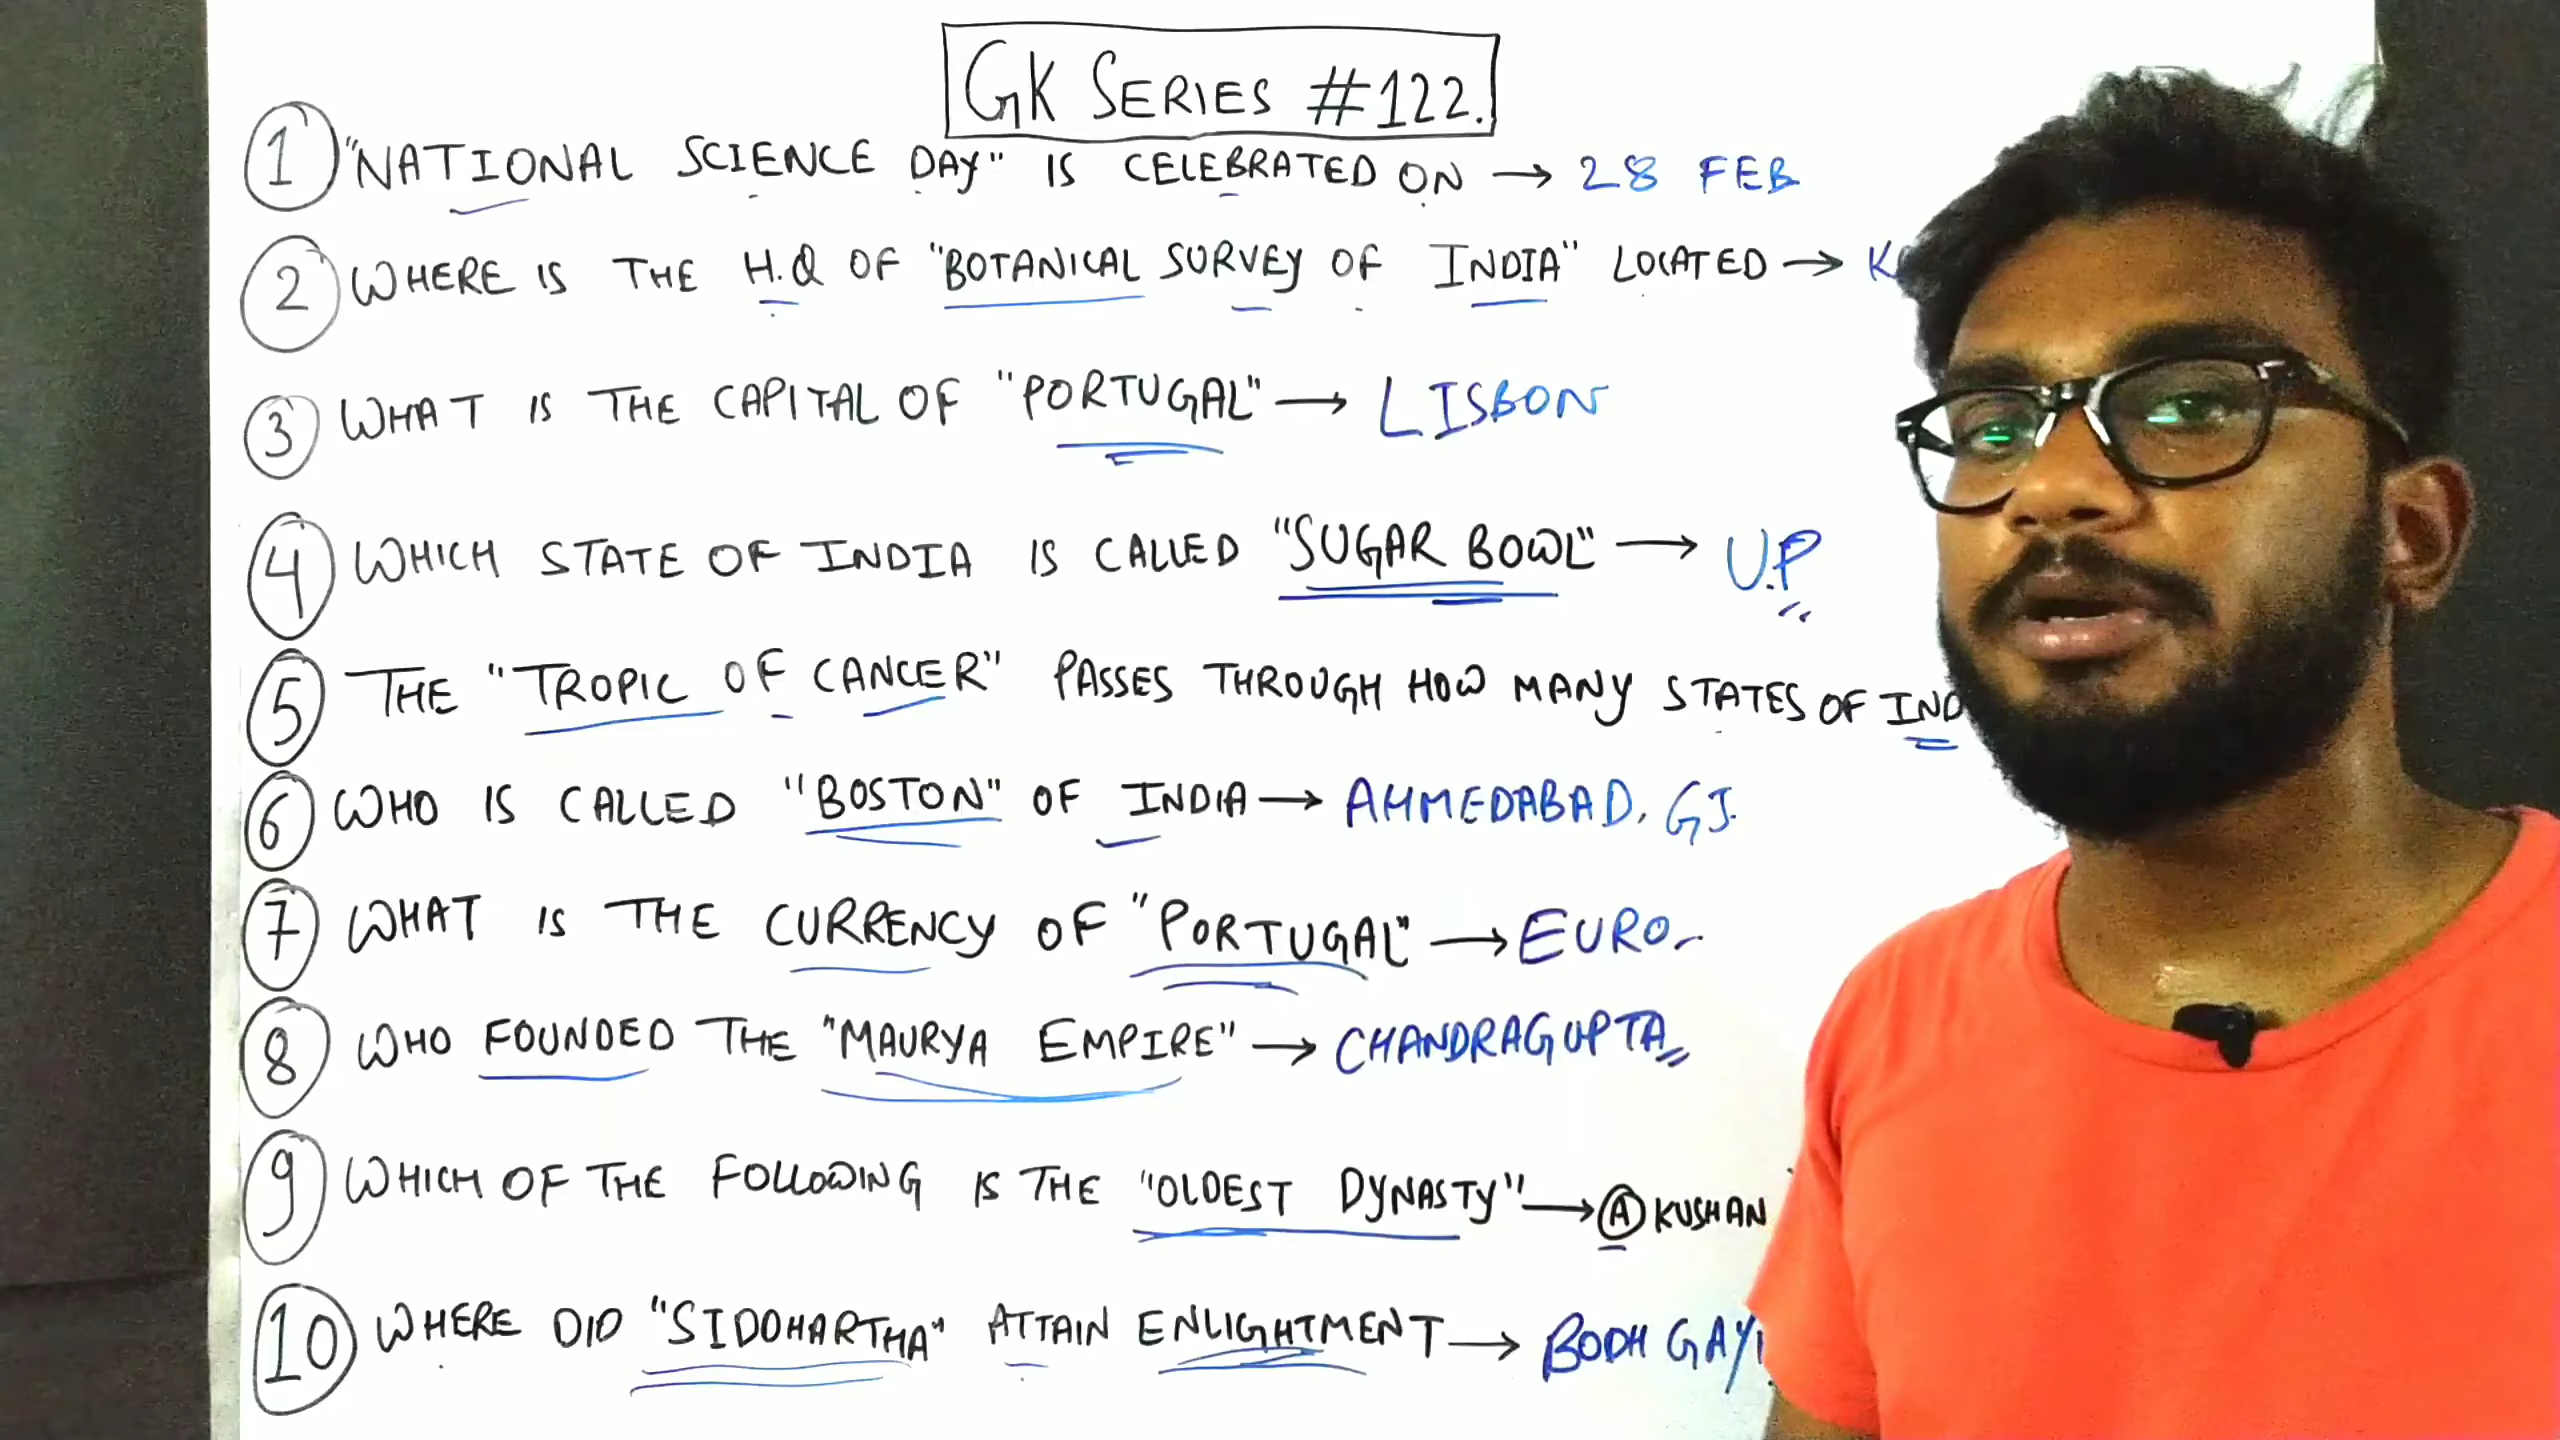 GK SERIES #122.
1 "NATIONAL SCIENCE DAY" IS CELEBRATED ON → 28 FEB
2 WHERE IS THE H.Q OF "BOTANICAL SURVEY OF INDIA" LOCATED →
3 WHAT IS THE CAPITAL OF "PORTUGAL" → LISBON
4 WHICH STATE OF INDIA IS CALLED "SUGAR BOWL" → U.P
5 THE "TROPIC OF CANCER" PASSES THROUGH HOW MANY STATES OF IND
6 WHO IS CALLED "BOSTON" OF INDIA → AHMEDABAD, GJ.
7 WHAT IS THE CURRENCY OF "PORTUGAL" → EURO
8 WHO FOUNDED THE "MAURYA EMPIRE" → CHANDRAGUPTA
9 WHICH OF THE FOLLOWING IS THE "OLDEST DYNASTY" → A KUSHAN
10 WHERE DID "SIDDHARTHA" ATTAIN ENLIGHTMENT → BODH GAY